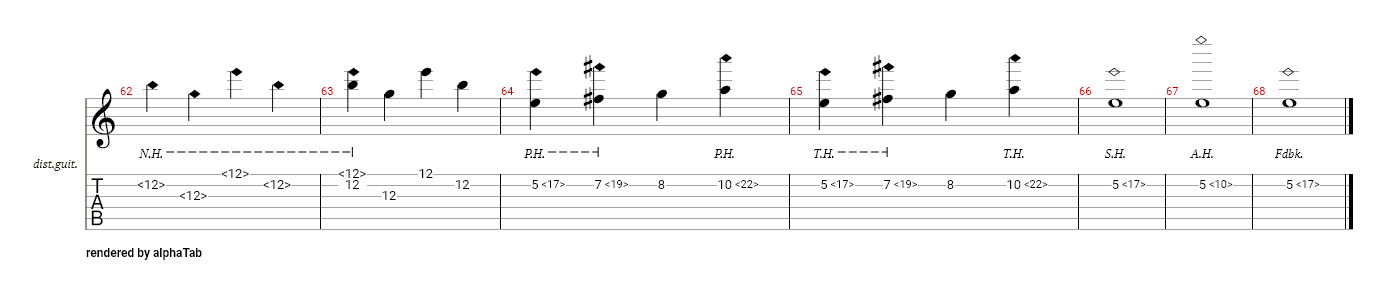 62 63 64 65 66 67 68
N.H. P.H. P.H. T.H. T.H. S.H. A.H. Fdbk.
dist.guit.
<12> <12> 12
<12> <12> 12 12 5 <17> 7 <19> 8 10 <22> 5 <17> 7 <19> 8 10 <22> 5 <17> 5 <10> 5 <17>
<12> 12
TAB
rendered by alphaTab